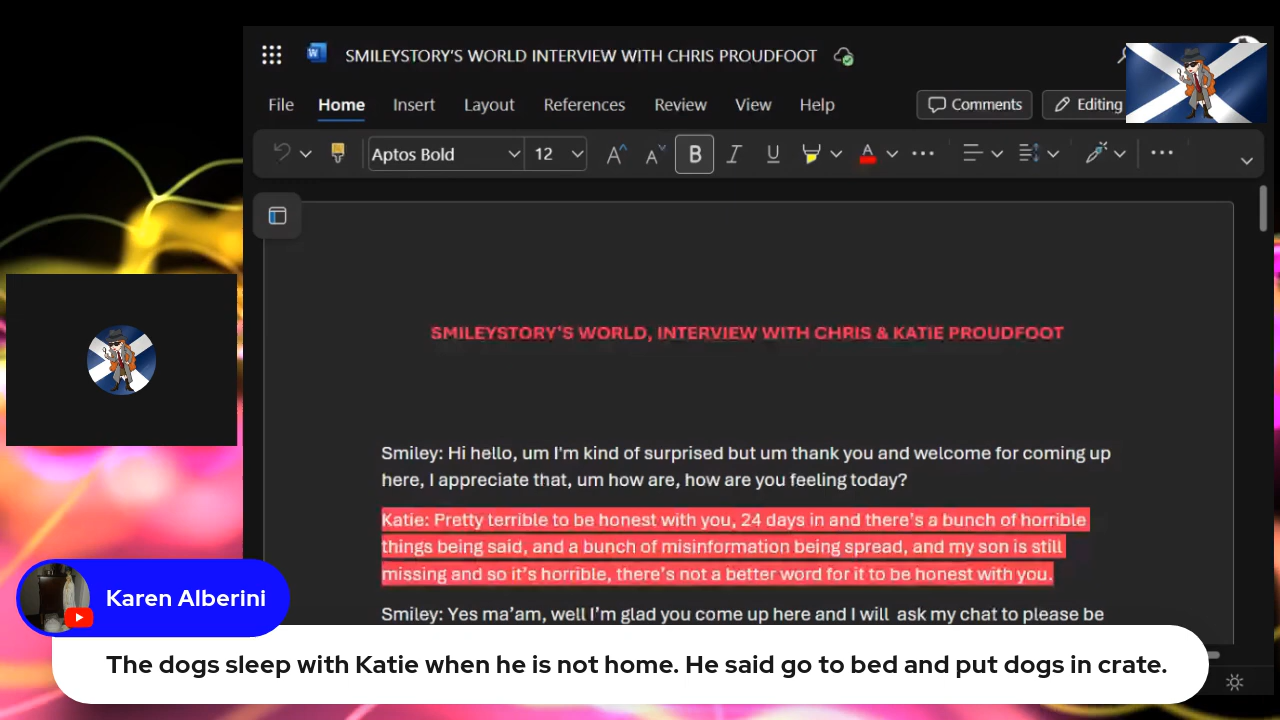 SMILEYSTORY'S WORLD INTERVIEW WITH CHRIS PROUDFOOT
File Home Insert Layout References Review View Help Comments Editing
Aptos Bold 12 A A B I U A
SMILEYSTORY'S WORLD, INTERVIEW WITH CHRIS & KATIE PROUDFOOT
Smiley: Hi hello, um I'm kind of surprised but um thank you and welcome for coming up
here, I appreciate that, um how are, how are you feeling today?
Katie: Pretty terrible to be honest with you, 24 days in and there's a bunch of horrible
things being said, and a bunch of misinformation being spread, and my son is still
missing and so it's horrible, there's not a better word for it to be honest with you.
Smiley: Yes ma'am, well I'm glad you come up here and I will ask my chat to please be
Karen Alberini
The dogs sleep with Katie when he is not home. He said go to bed and put dogs in crate.